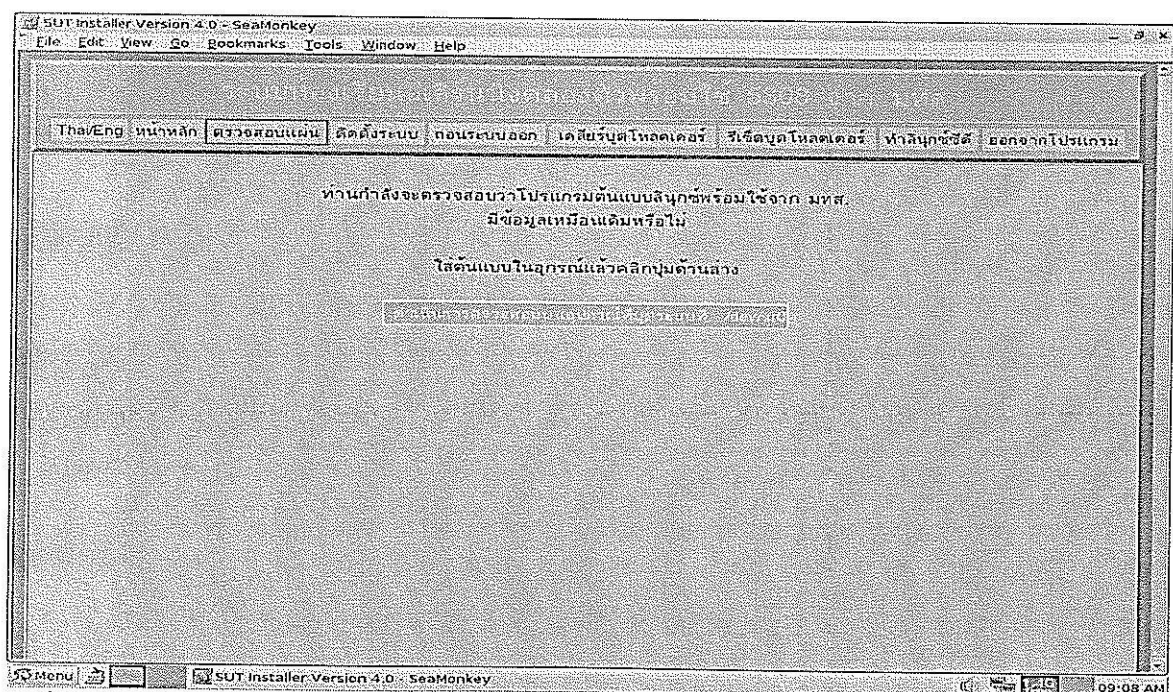 SUT Installer Version 4.0 - SeaMonkey
File Edit View Go Bookmarks Tools Window Help
Thai/Eng หน้าหลัก ตรวจสอบแผ่น ติดตั้งระบบ ถอนระบบออก เคลียร์บูตโหลดเดอร์ รีเซ็ตบูตโหลดเดอร์ ทำลินุกซ์ซีดี ออกจากโปรแกรม
ท่านกำลังจะตรวจสอบว่าโปรแกรมต้นแบบลินุกซ์พร้อมใช้จาก มทส.
มีข้อมูลเหมือนเดิมหรือไม่
ใส่ต้นแบบในอุกรณ์แล้วคลิกปุ่มด้านล่าง
Menu SUT Installer Version 4.0 - SeaMonkey 09:08 AM